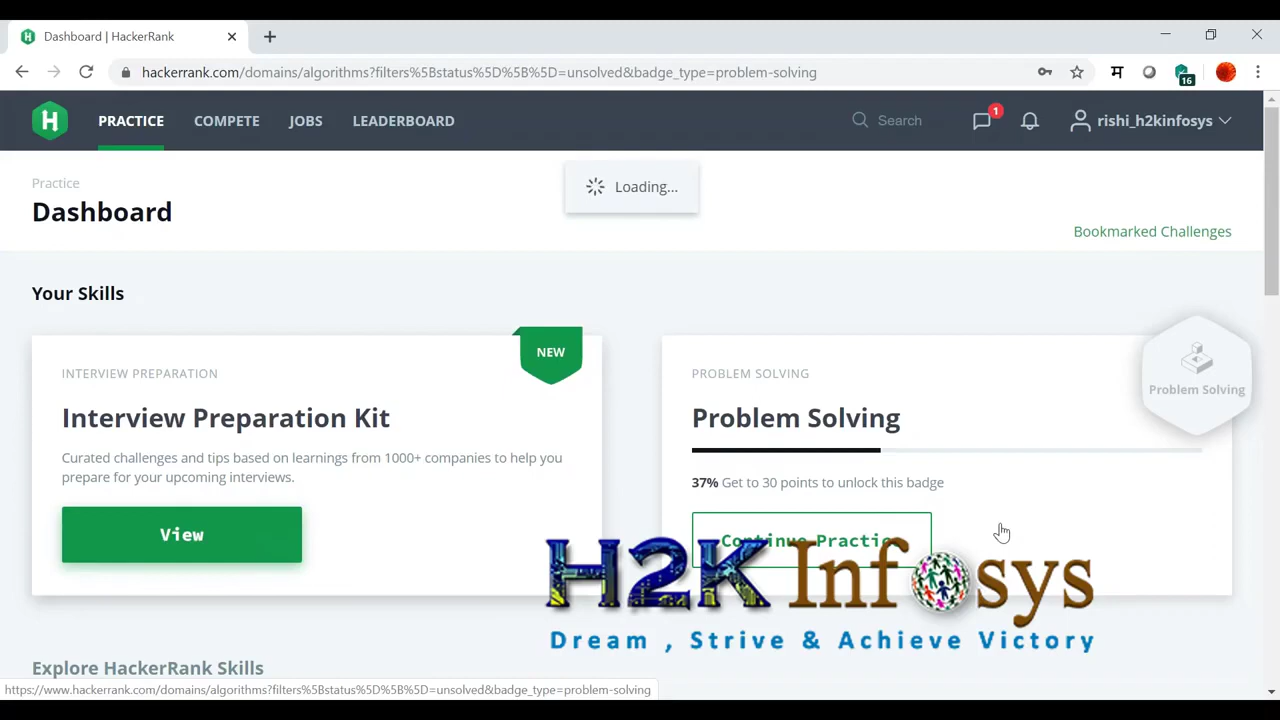 Dashboard | HackerRank
hackerrank.com/domains/algorithms?filters%5Bstatus%5D%5B%5D=unsolved&badge_type=problem-solving
म
16
PRACTICE COMPETE JOBS LEADERBOARD
Search
1
rishi_h2kinfosys
Practice
Dashboard
Loading...
Bookmarked Challenges
Your Skills
NEW
INTERVIEW PREPARATION
Interview Preparation Kit
Curated challenges and tips based on learnings from 1000+ companies to help you
prepare for your upcoming interviews.
View
PROBLEM SOLVING
Problem Solving
37% Get to 30 points to unlock this badge
Continue Practice
Problem Solving
H2K Infosys
Dream , Strive & Achieve Victory
Explore HackerRank Skills
https://www.hackerrank.com/domains/algorithms?filters%5Bstatus%5D%5B%5D=unsolved&badge_type=problem-solving